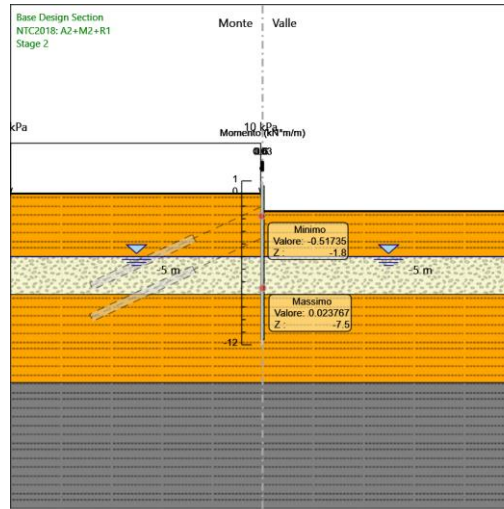 Base Design Section
NTC2018: A2+M2+R1
Stage 2
Monte
Valle
kPa
10 kPa
Momento (kN*m/m)
1
0
Minimo
Valore: -0.51735
Z : -1.8
-5 m
-5 m
Massimo
Valore: 0.023767
Z : -7.5
-12